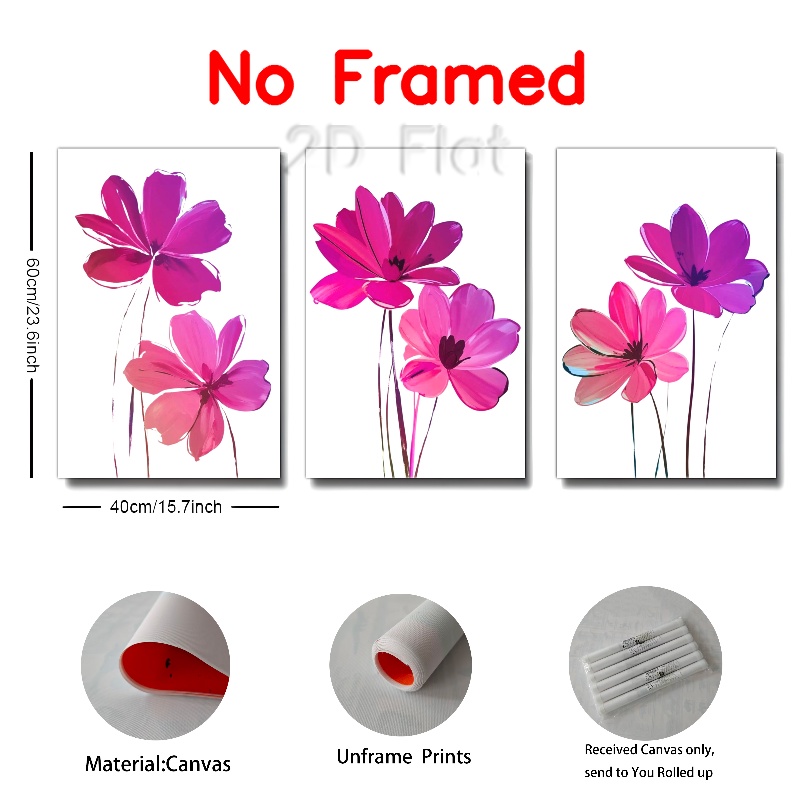 No Framed
2D Flat
60cm/23.6inch
40cm/15.7inch
Material:Canvas
Unframe Prints
Received Canvas only,
send to You Rolled up